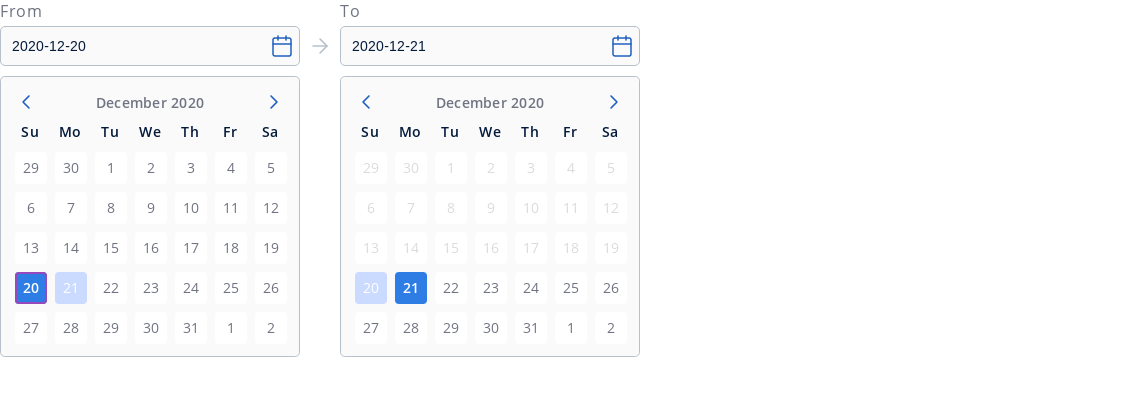 From
2020-12-20
December 2020
Su Mo Tu We Th Fr Sa
29 30 1 2 3 4 5
6 7 8 9 10 11 12
13 14 15 16 17 18 19
20 21 22 23 24 25 26
27 28 29 30 31 1 2
To
2020-12-21
December 2020
Su Mo Tu We Th Fr Sa
29 30 1 2 3 4 5
6 7 8 9 10 11 12
13 14 15 16 17 18 19
20 21 22 23 24 25 26
27 28 29 30 31 1 2